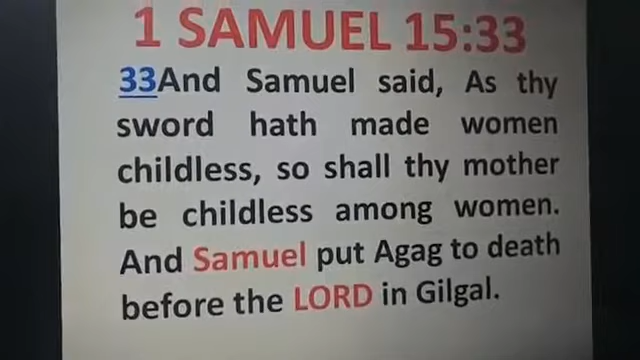 1 SAMUEL 15:33
33And Samuel said, As thy
sword hath made women
childless, so shall thy mother
be childless among women.
And Samuel put Agag to death
before the LORD in Gilgal.